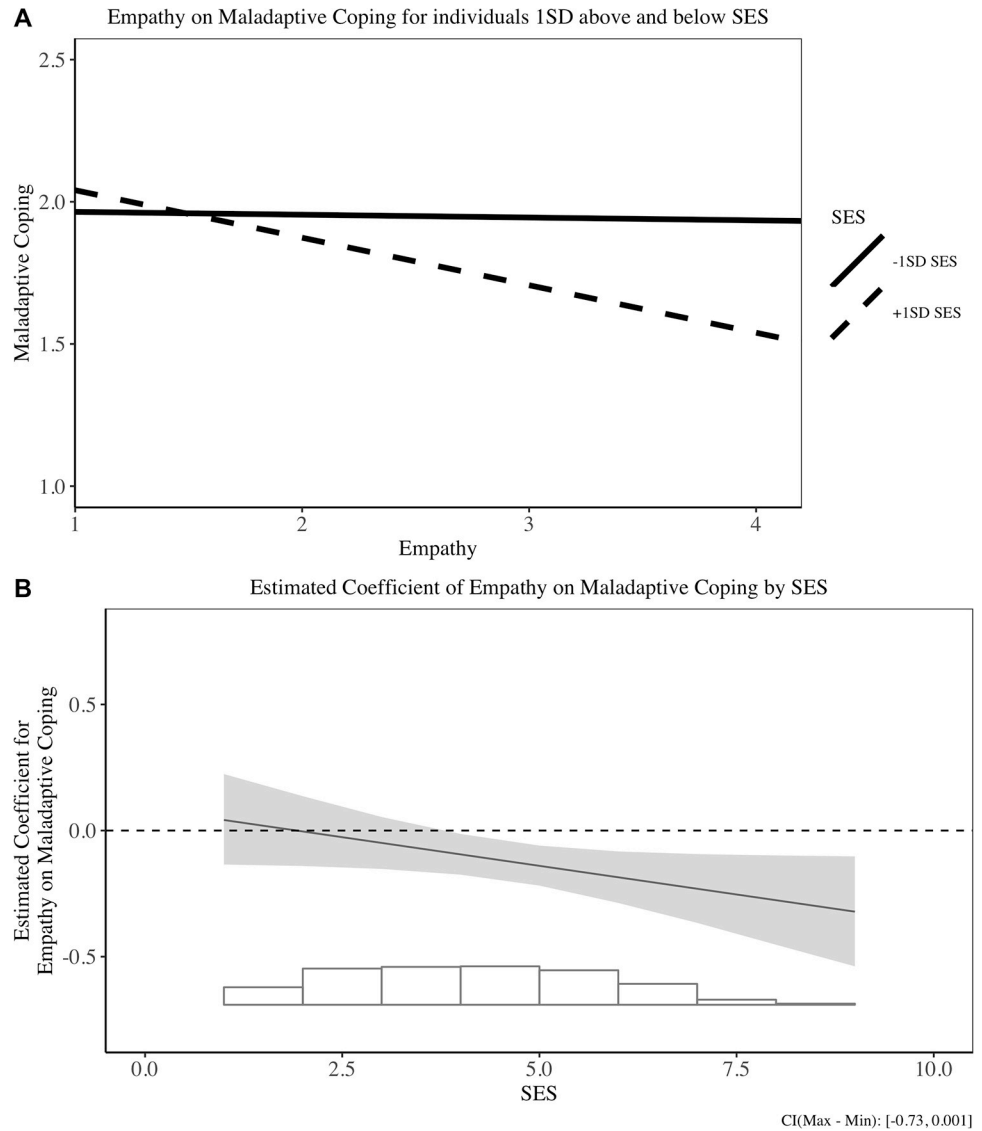 A
Empathy on Maladaptive Coping for individuals 1SD above and below SES
2.5
2.0
1.5
1.0
Maladaptive Coping
1
2
3
4
Empathy
SES
-1SD SES
+1SD SES
B
Estimated Coefficient of Empathy on Maladaptive Coping by SES
0.5
0.0
-0.5
Estimated Coefficient for
Empathy on Maladaptive Coping
0.0
2.5
5.0
7.5
10.0
SES
CI(Max - Min): [-0.73, 0.001]